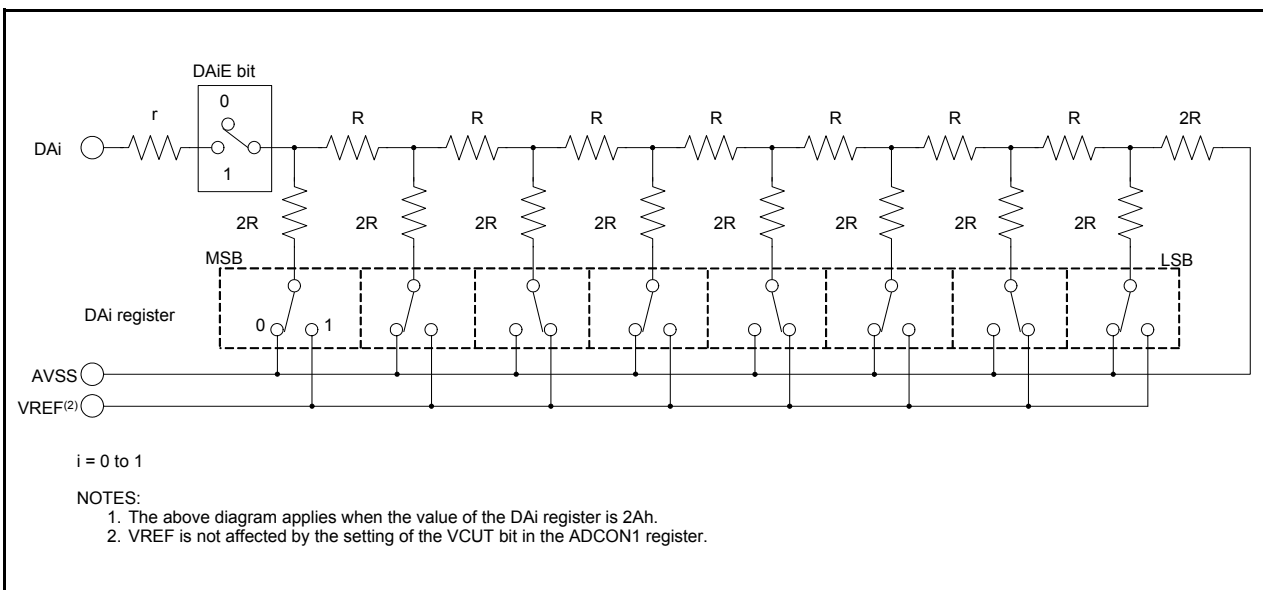 DAiE bit
0
1
r
R R R R R R R 2R
DAi
2R 2R 2R 2R 2R 2R 2R 2R
MSB
LSB
DAi register
0 1
AVSS
VREF(2)
i = 0 to 1
NOTES:
1. The above diagram applies when the value of the DAi register is 2Ah.
2. VREF is not affected by the setting of the VCUT bit in the ADCON1 register.